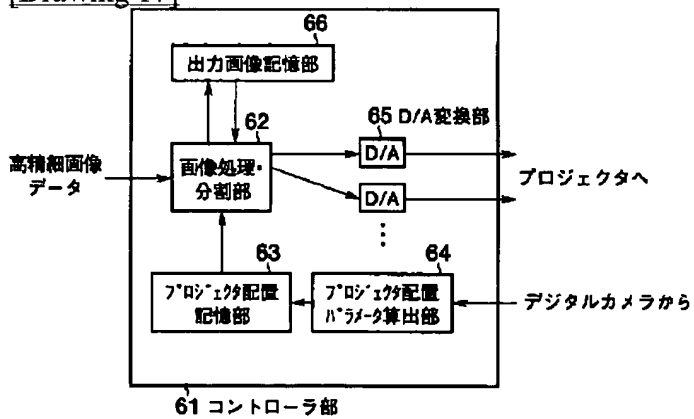 66
出力画像記憶部
62
65 D/A変換部
高精細画像
データ
画像処理・
分割部
D/A
プロジェクタへ
D/A
63
64
プロジェクタ配置
記憶部
プロジェクタ配置
パラメータ算出部
デジタルカメラから
61 コントローラ部